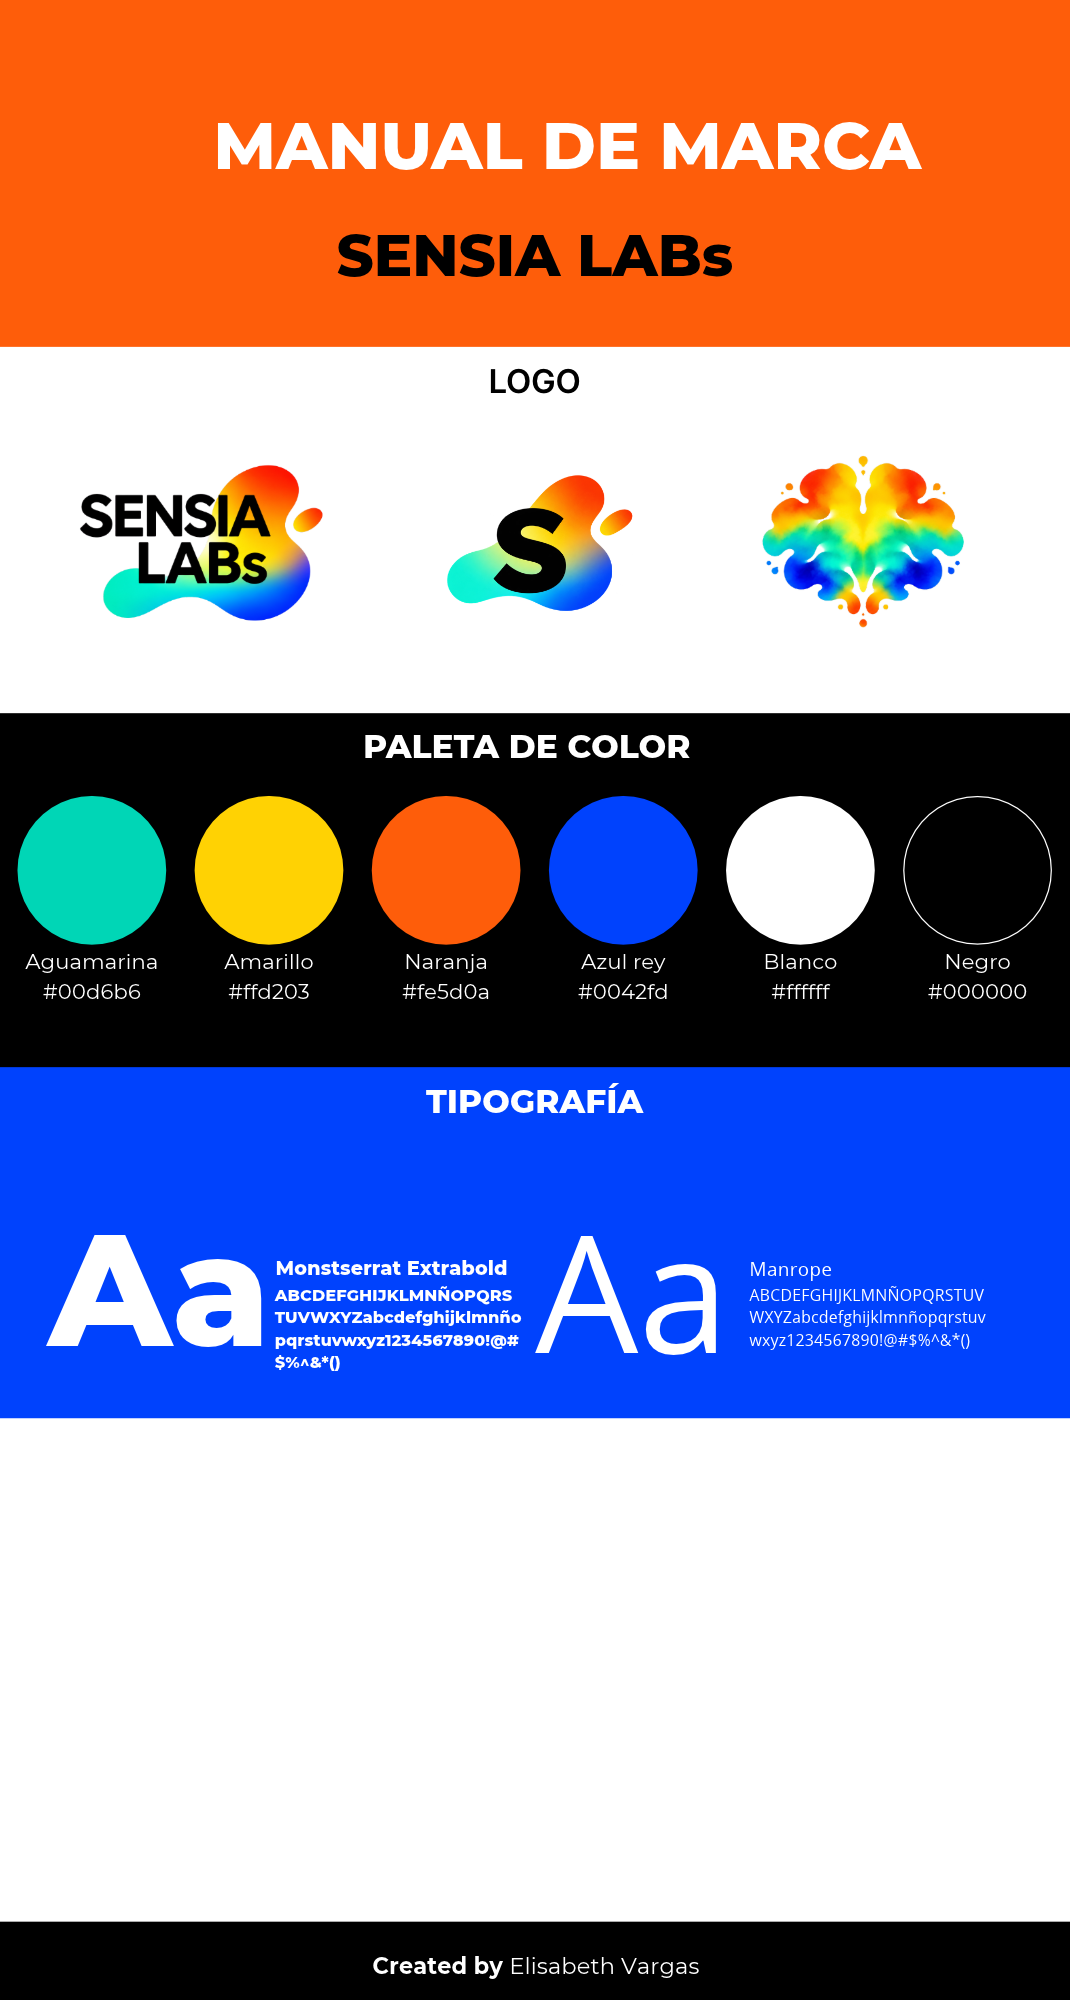 MANUAL DE MARCA
SENSIA LABs
LOGO
SENSIA
LABs
S
PALETA DE COLOR
Aguamarina
#00d6b6
Amarillo
#ffd203
Naranja
#fe5d0a
Azul rey
#0042fd
Blanco
#ffffff
Negro
#000000
TIPOGRAFÍA
Aa
Monstserrat Extrabold
ABCDEFGHIJKLMNÑOPQRS
TUVWXYZabcdefghijklmnño
pqrstuvwxyz1234567890!@#
$%^&*()
Aa
Manrope
ABCDEFGHIJKLMNÑOPQRSTUV
WXYZabcdefghijklmnñopqrstuv
wxyz1234567890!@#$%^&*()
Created by Elisabeth Vargas